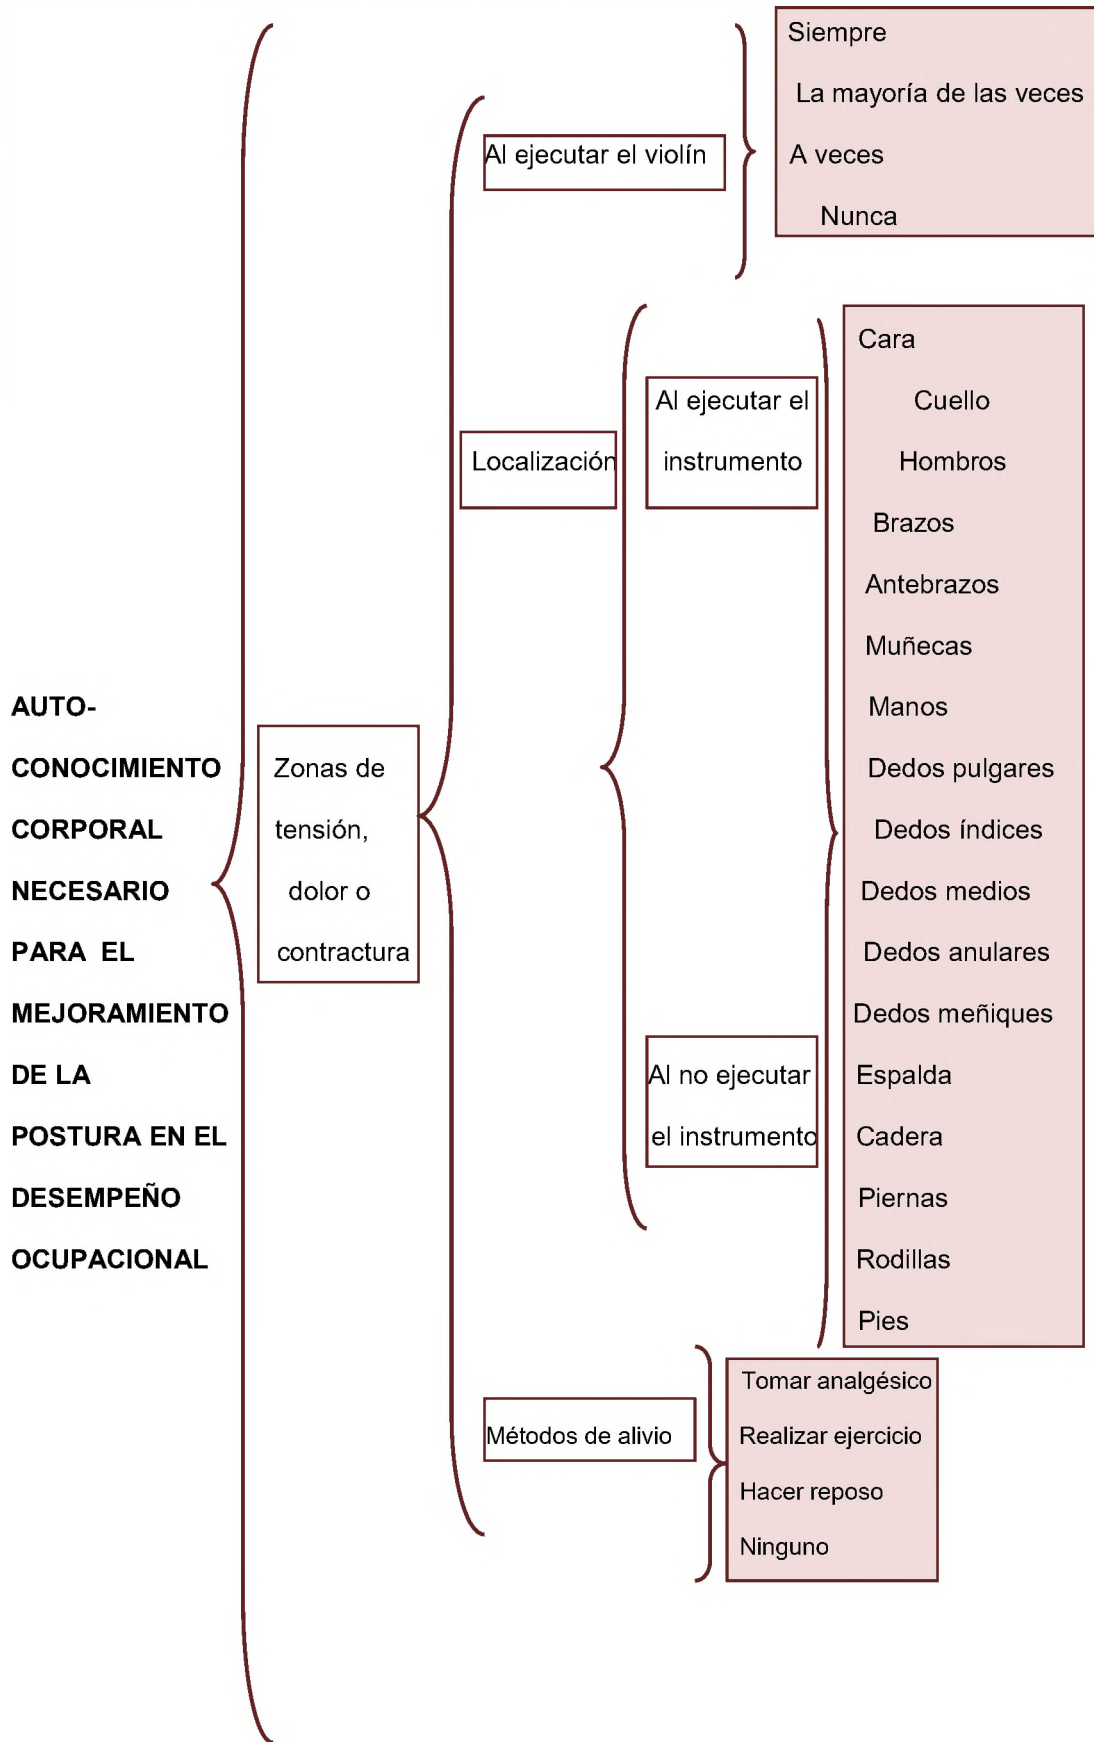 AUTO-
CONOCIMIENTO
CORPORAL
NECESARIO
PARA EL
MEJORAMIENTO
DE LA
POSTURA EN EL
DESEMPEÑO
OCUPACIONAL
Zonas de
tensión,
dolor o
contractura
Al ejecutar el violín
Siempre
La mayoría de las veces
A veces
Nunca
Localización
Al ejecutar el
instrumento
Al no ejecutar
el instrumento
Cara
Cuello
Hombros
Brazos
Antebrazos
Muñecas
Manos
Dedos pulgares
Dedos índices
Dedos medios
Dedos anulares
Dedos meñiques
Espalda
Cadera
Piernas
Rodillas
Pies
Métodos de alivio
Tomar analgésico
Realizar ejercicio
Hacer reposo
Ninguno